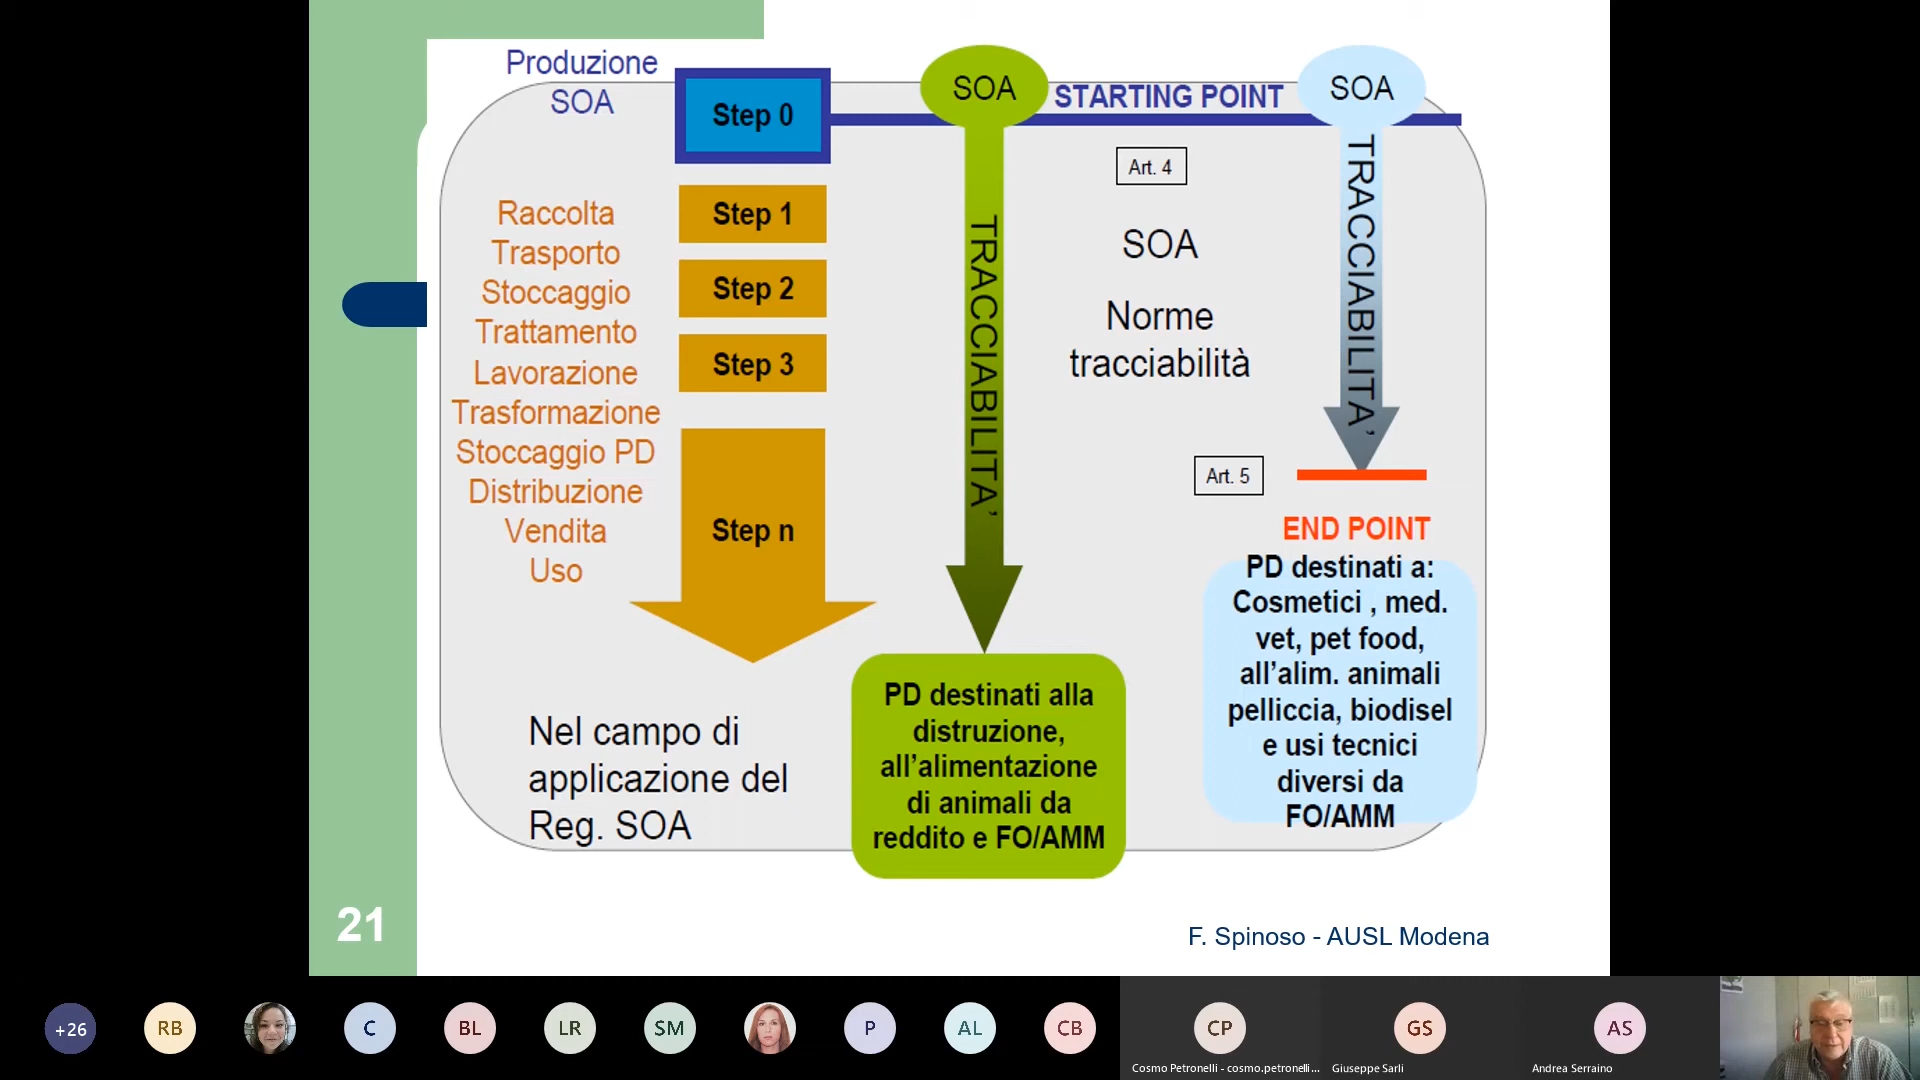 Produzione
SOA
Step 0
SOA
STARTING POINT
SOA
Raccolta
Trasporto
Stoccaggio
Trattamento
Lavorazione
Trasformazione
Stoccaggio PD
Distribuzione
Vendita
Uso
Step 1
Step 2
Step 3
Step n
TRACCIABILITA'
Art. 4
SOA
Norme
tracciabilità
TRACCIABILITA'
Art. 5
END POINT
PD destinati a:
Cosmetici , med.
vet, pet food,
all'alim. animali
pelliccia, biodisel
e usi tecnici
diversi da
FO/AMM
Nel campo di
applicazione del
Reg. SOA
PD destinati alla
distruzione,
all'alimentazione
di animali da
reddito e FO/AMM
21
F. Spinoso - AUSL Modena
+26
RB
C
BL
LR
SM
P
AL
CB
CP
GS
AS
Cosmo Petronelli - cosmo.petronelli...
Giuseppe Sarli
Andrea Serraino